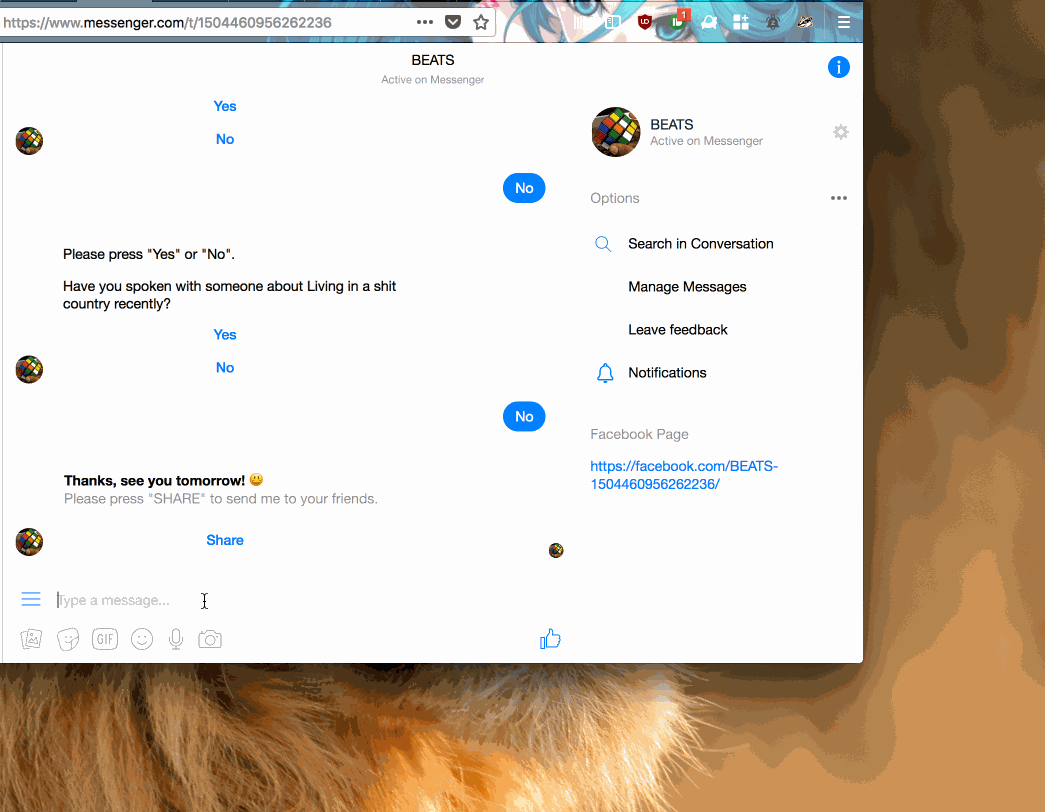 https://www.messenger.com/t/1504460956262236
1
BEATS
Active on Messenger
Yes
No
No
Please press "Yes" or "No".
Have you spoken with someone about Living in a shit
country recently?
Yes
No
No
Thanks, see you tomorrow! 😃
Please press "SHARE" to send me to your friends.
Share
Type a message...
GIF
BEATS
Active on Messenger
Options
Search in Conversation
Manage Messages
Leave feedback
Notifications
Facebook Page
https://facebook.com/BEATS-
1504460956262236/